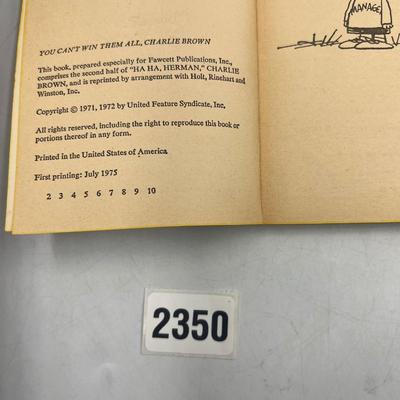 YOU CAN'T WIN THEM ALL, CHARLIE BROWN
This book, prepared especially for Fawcett Publications, Inc.,
comprises the second half of "HA HA, HERMAN," CHARLIE
BROWN, and is reprinted by arrangement with Holt, Rinehart and
Winston, Inc.
Copyright © 1971, 1972 by United Feature Syndicate, Inc.
All rights reserved, including the right to reproduce this book or
portions thereof in any form.
Printed in the United States of America
First printing: July 1975
2 3 4 5 6 7 8 9 10
MANAGE
2350